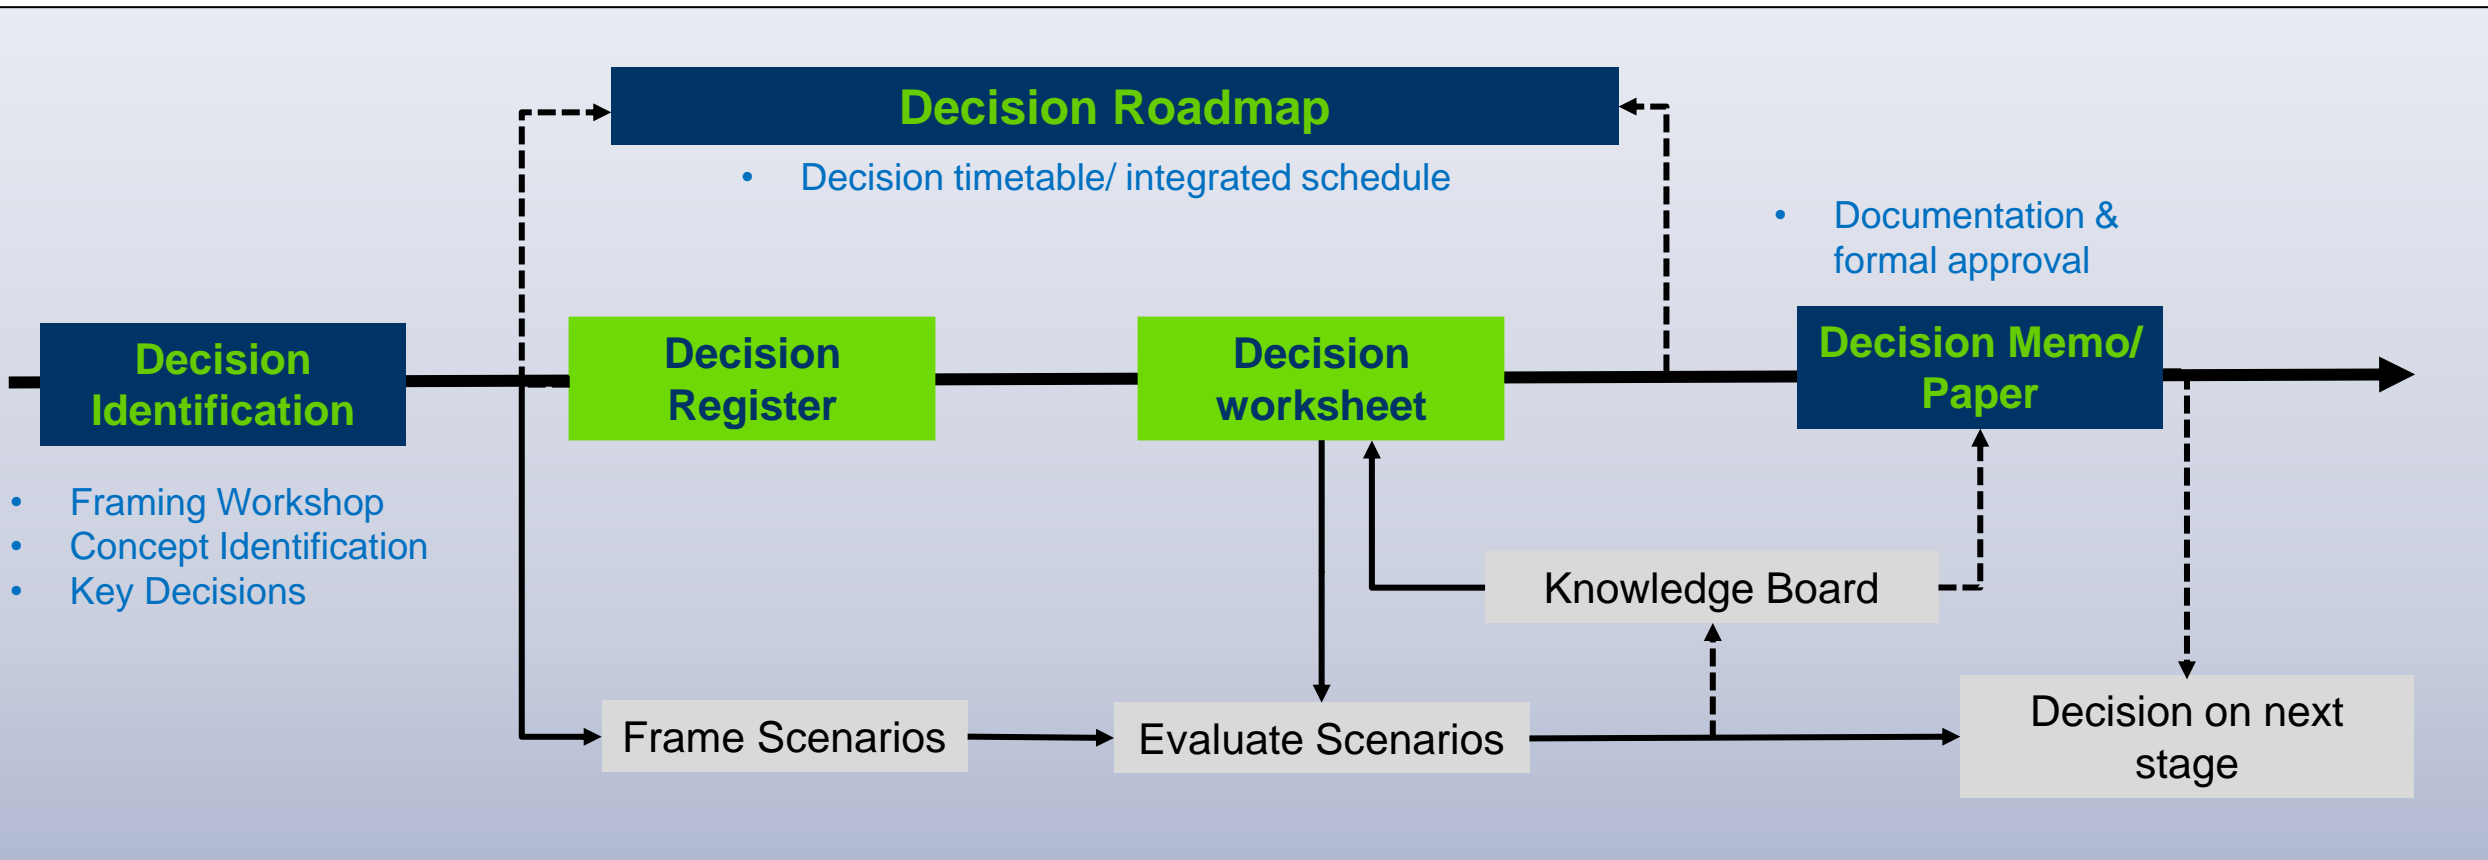 Decision Roadmap
• Decision timetable/ integrated schedule
• Documentation &
formal approval
Decision
Identification
Decision
Register
Decision
worksheet
Decision Memo/
Paper
• Framing Workshop
• Concept Identification
• Key Decisions
Knowledge Board
Frame Scenarios
Evaluate Scenarios
Decision on next
stage